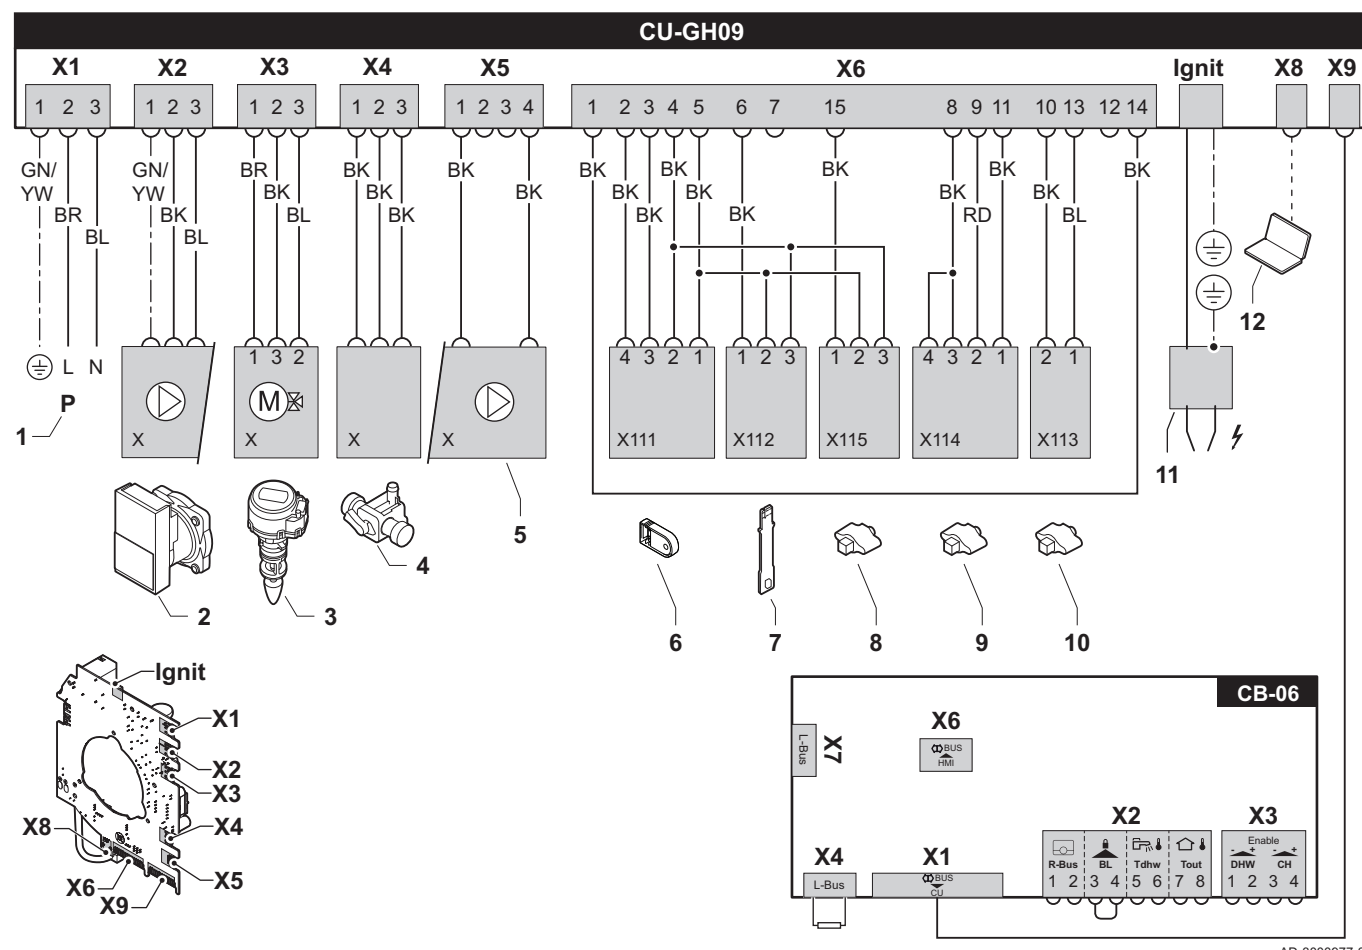 CU-GH09
X1 X2 X3 X4 X5 X6 Ignit X8 X9
1 2 3 1 2 3 1 2 3 1 2 3 1 2 3 4 1 2 3 4 5 6 7 15 8 9 11 10 13 12 14
GN/ GN/ BR BK BK BK BK BK BK BK
YW YW BK BK BK BK BK BK BK BL
BR BK BL BK BK BK RD
BL BL
12
1 3 2 4 3 2 1 1 2 3 1 2 3 4 3 2 1 2 1
L N
P M
1 X X X X X111 X112 X115 X114 X113
11
5
4
2 3 6 7 8 9 10
Ignit
X1
X2
X3
X8 X4
X6 X5
X9
CB-06
X6
BUS
HMI
L-Bus X7
X2 X3
Enable
- + - +
R-Bus BL Tdhw Tout DHW CH
1 2 3 4 5 6 7 8 1 2 3 4
X4 X1
L-Bus BUS
CU